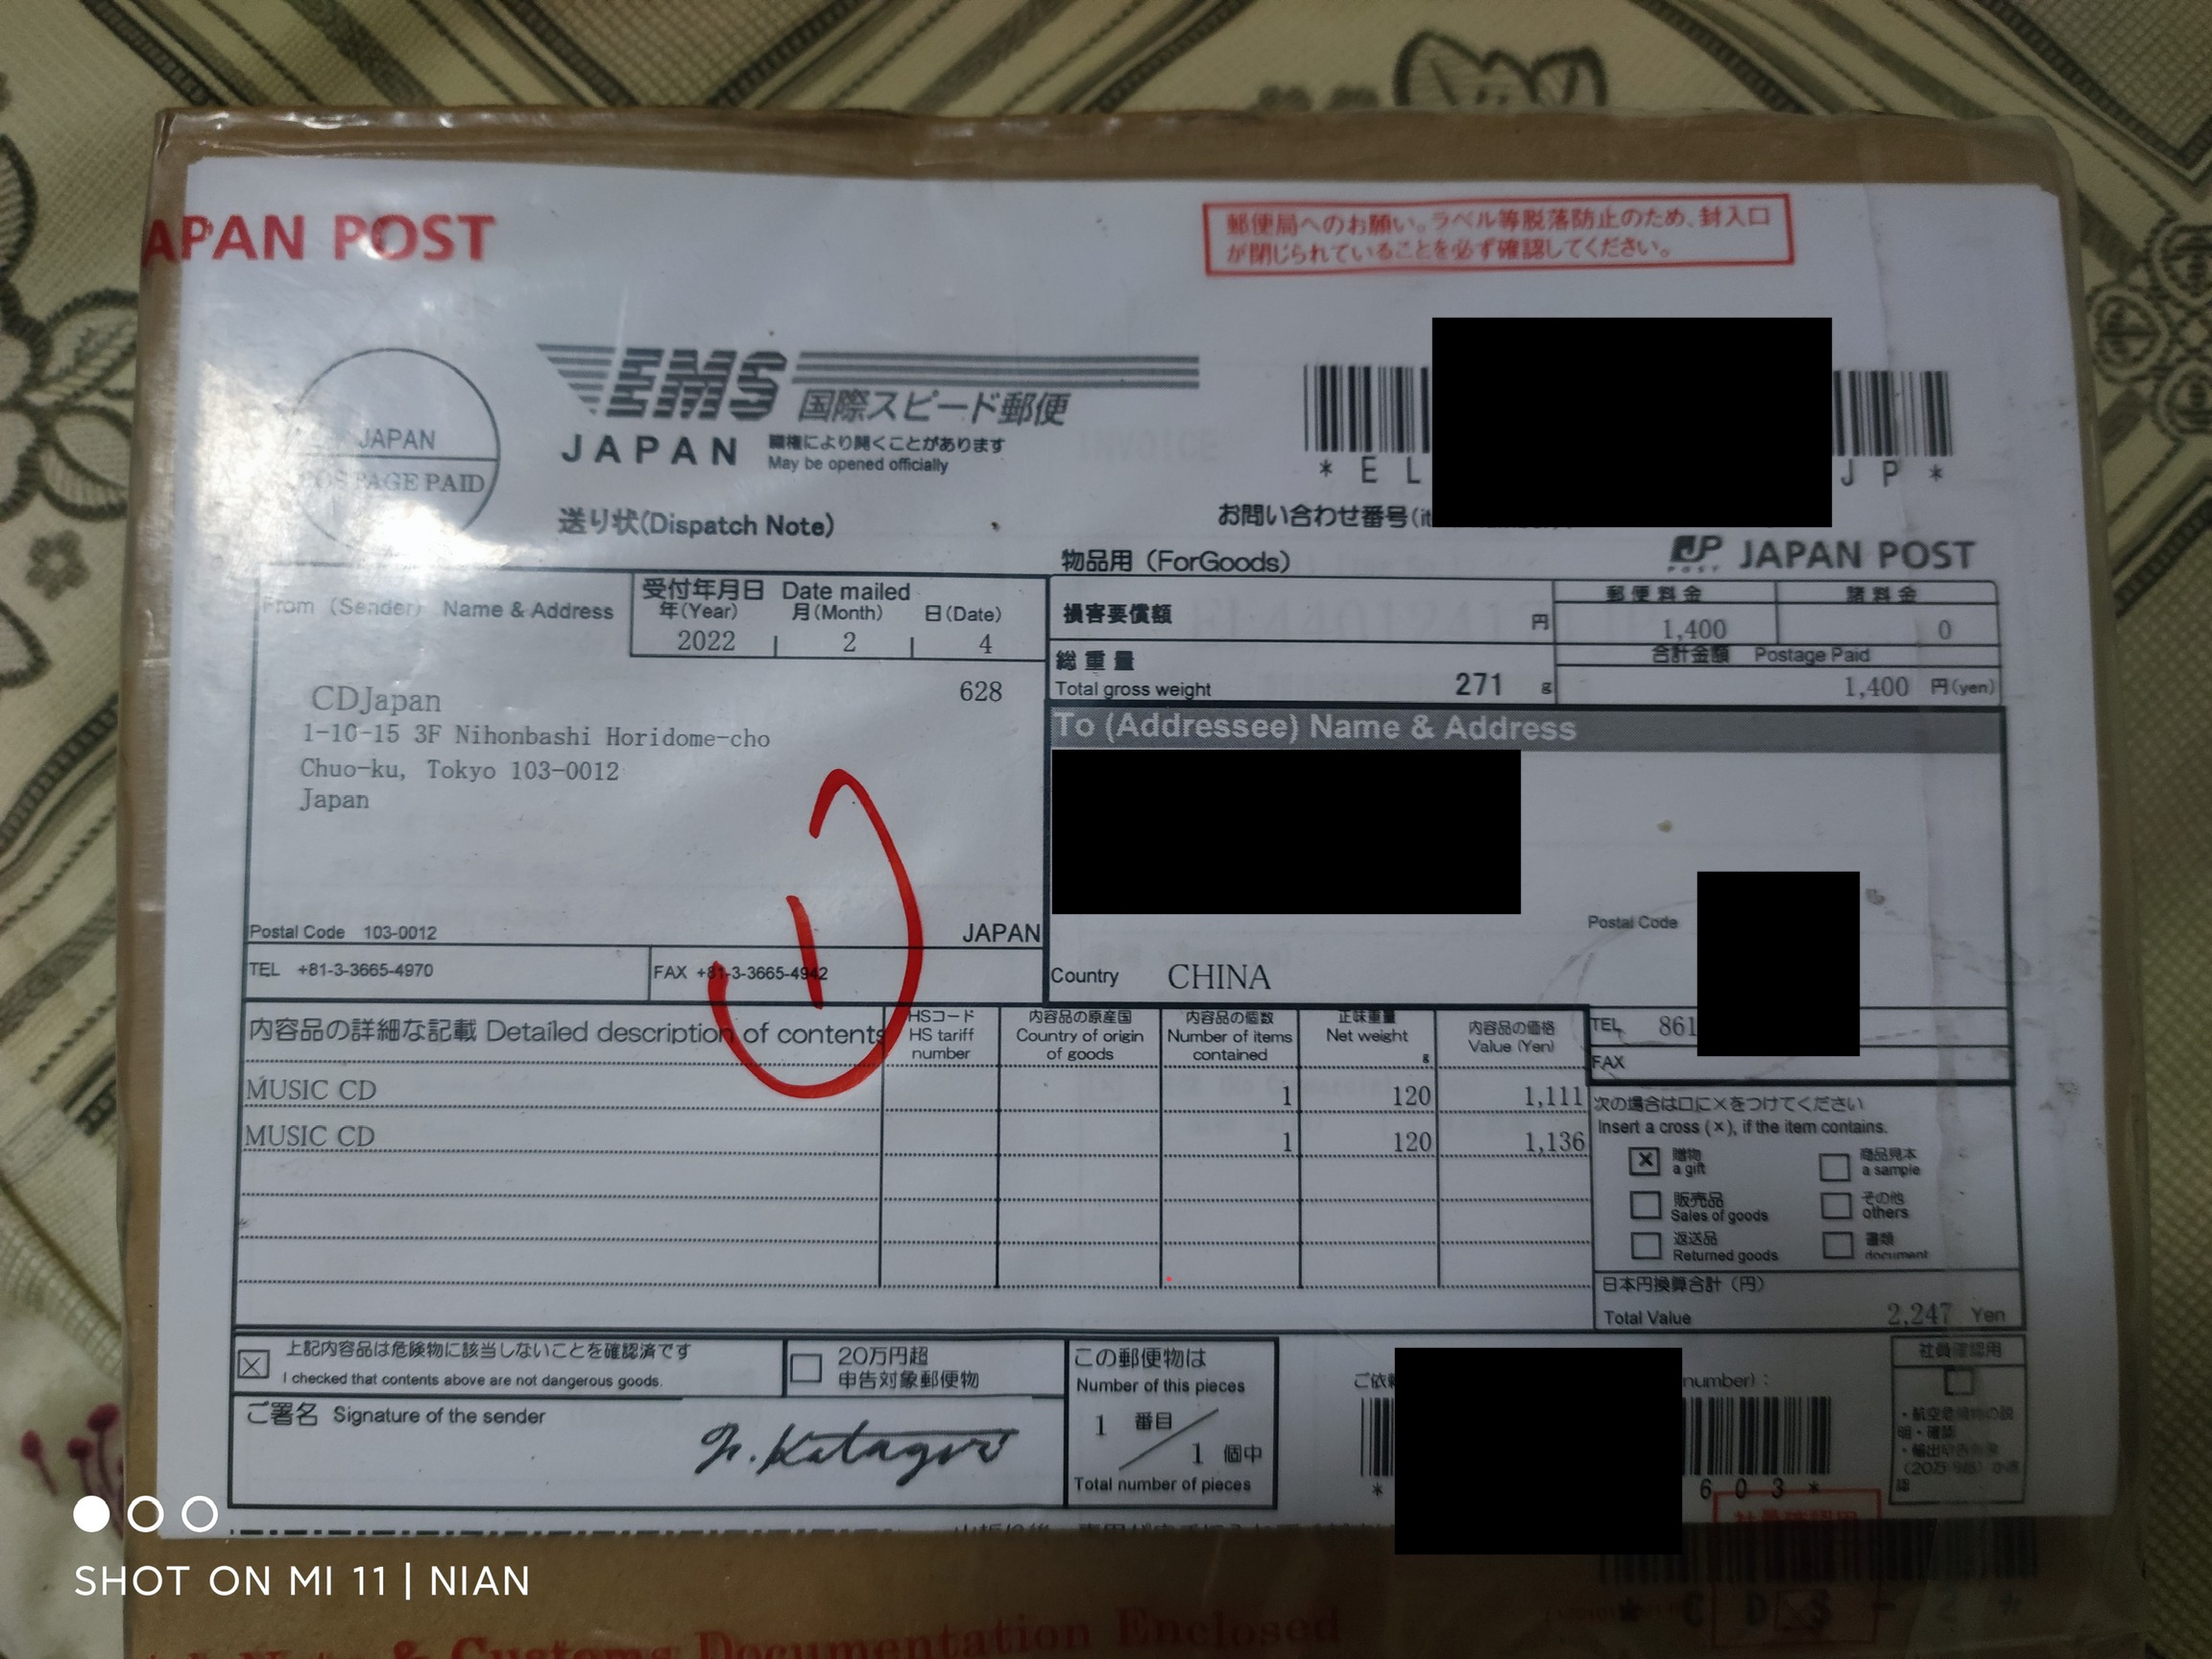 APAN POST
郵便局へのお願い。ラベル等脱落防止のため、封入口
が閉じられていることを必ず確認してください。
EMS 国際スピード郵便
JAPAN 職権により開くことがあります
May be opened officially
JAPAN
POSTAGE PAID
* E L
J P *
送り状(Dispatch Note)
お問い合わせ番号
物品用 (ForGoods)
JP POST JAPAN POST
From (Sender) Name & Address
受付年月日 Date mailed
年(Year) 月(Month) 日(Date)
2022 2 4
損害要償額 円
郵便料金 諸料金
1,400 0
総重量
Total gross weight 271 g
合計金額 Postage Paid
1,400 円(yen)
CDJapan 628
1-10-15 3F Nihonbashi Horidome-cho
Chuo-ku, Tokyo 103-0012
Japan
Postal Code 103-0012 JAPAN
TEL +81-3-3665-4970 FAX +81-3-3665-4942
To (Addressee) Name & Address
Postal Code
Country CHINA
TEL 861
FAX
内容品の詳細な記載 Detailed description of contents
HSコード
HS tariff
number
内容品の原産国
Country of origin
of goods
内容品の個数
Number of items
contained
正味重量
Net weight
g
内容品の価格
Value (Yen)
MUSIC CD 1 120 1,111
MUSIC CD 1 120 1,136
次の場合は口に×をつけてください
Insert a cross (×), if the item contains.
贈物
a gift
商品見本
a sample
販売品
Sales of goods
その他
others
返送品
Returned goods
書類
document
日本円換算合計 (円)
Total Value 2,247 Yen
上記内容品は危険物に該当しないことを確認済です
I checked that contents above are not dangerous goods.
20万円超
申告対象郵便物
ご署名 Signature of the sender
この郵便物は
Number of this pieces
1 番目
1 個中
Total number of pieces
ご依
number) :
*
6 0 3 *
社員確認用
社員確認用
& Customs Documentation Enclosed
SHOT ON MI 11 | NIAN